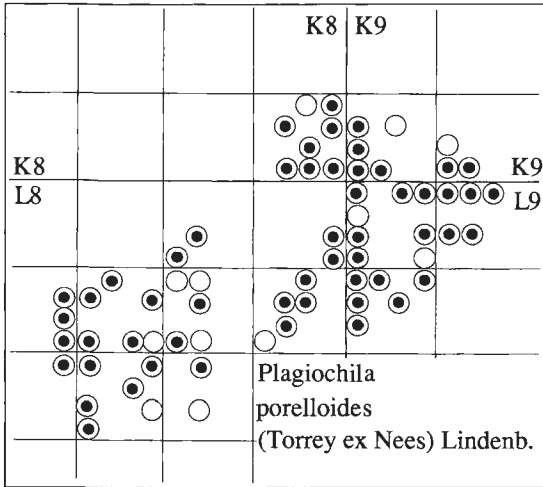 K8 K9
K8 K9
L8 L9
Plagiochila
porelloides
(Torrey ex Nees) Lindenb.